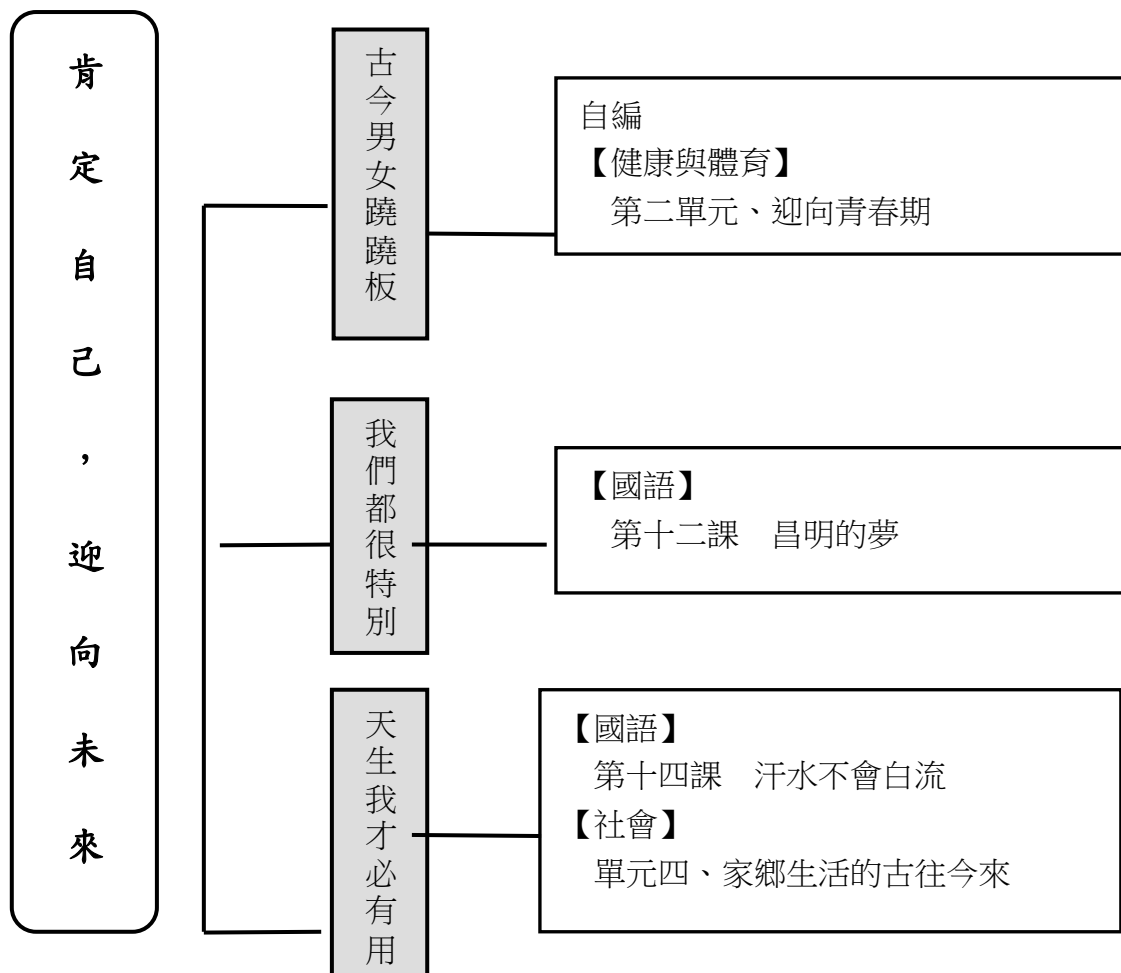 肯定自己，迎向未來
古今男女蹺蹺板
自編
【健康與體育】
第二單元、迎向青春期
我們都很特別
【國語】
第十二課　昌明的夢
天生我才必有用
【國語】
第十四課　汗水不會白流
【社會】
單元四、家鄉生活的古往今來